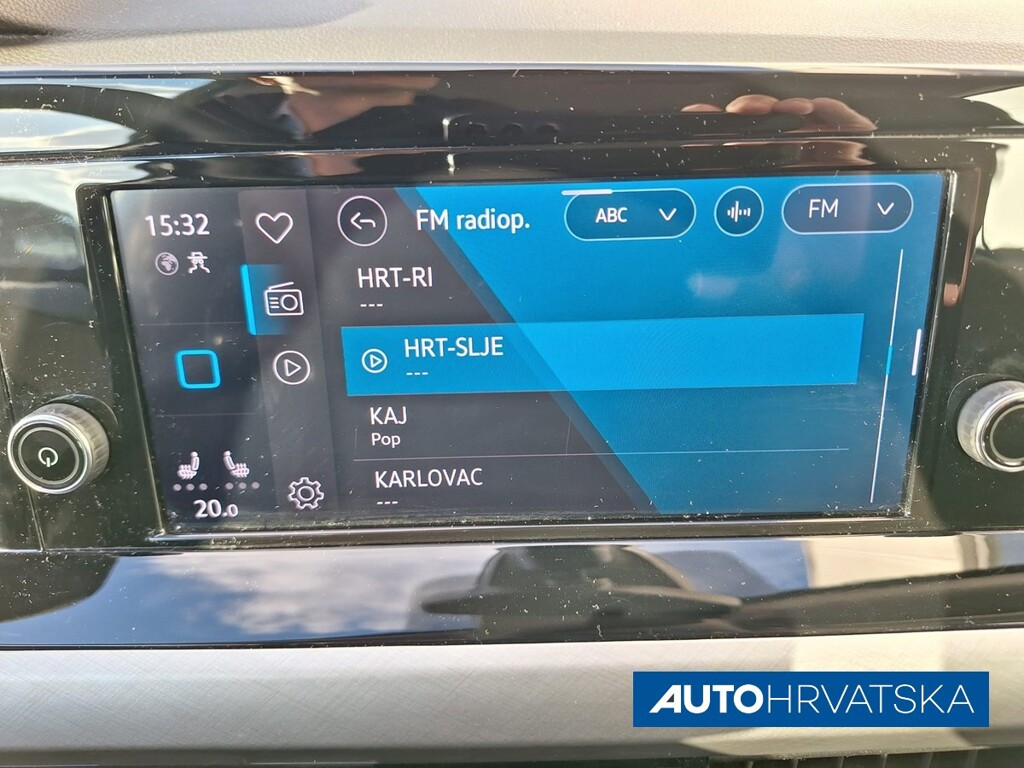 15:32
FM radiop.
ABC
FM
HRT-RI
---
HRT-SLJE
---
KAJ
Pop
KARLOVAC
---
20.0
AUTOHRVATSKA